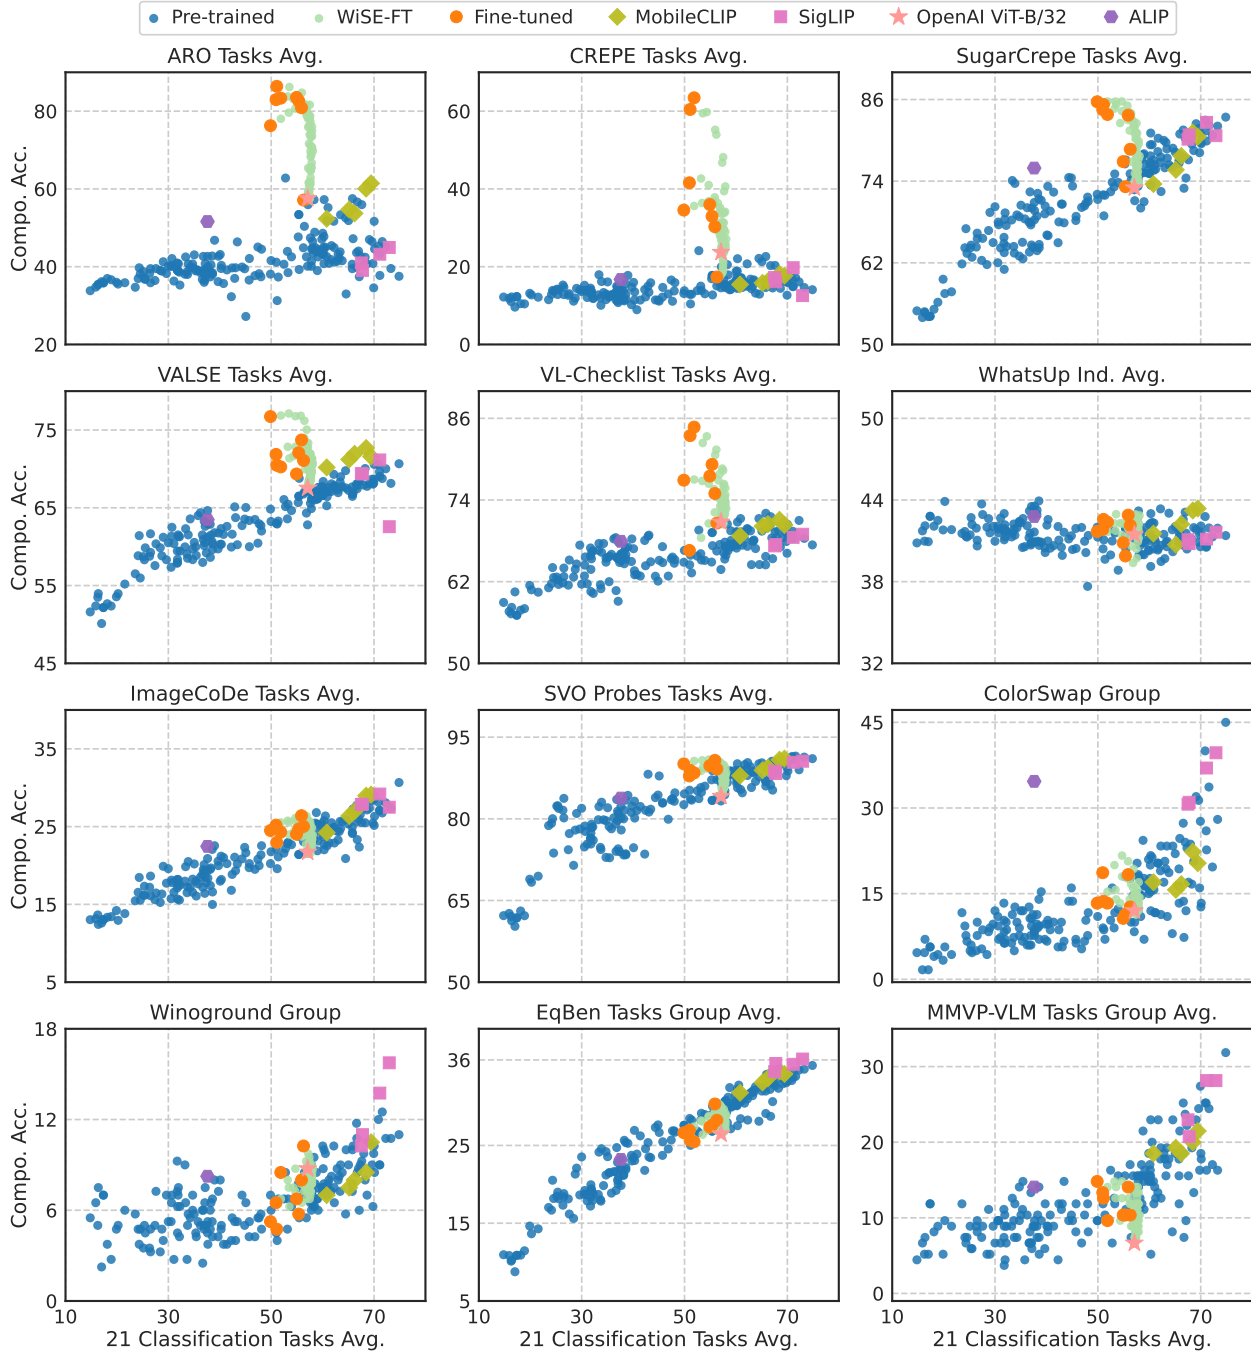 Pre-trained WiSE-FT Fine-tuned MobileCLIP SigLIP OpenAI ViT-B/32 ALIP
ARO Tasks Avg. CREPE Tasks Avg. SugarCrepe Tasks Avg.
Compo. Acc.
80 60 86
60 40 74
40 20 62
20 0 50
VALSE Tasks Avg. VL-Checklist Tasks Avg. WhatsUp Ind. Avg.
Compo. Acc.
75 86 50
65 74 44
55 62 38
45 50 32
ImageCoDe Tasks Avg. SVO Probes Tasks Avg. ColorSwap Group
Compo. Acc.
35 95 45
25 80 30
15 65 15
5 50 0
Winoground Group EqBen Tasks Group Avg. MMVP-VLM Tasks Group Avg.
Compo. Acc.
18 36 30
12 25 20
6 15 10
0 5 0
10 30 50 70 10 30 50 70 10 30 50 70
21 Classification Tasks Avg. 21 Classification Tasks Avg. 21 Classification Tasks Avg.